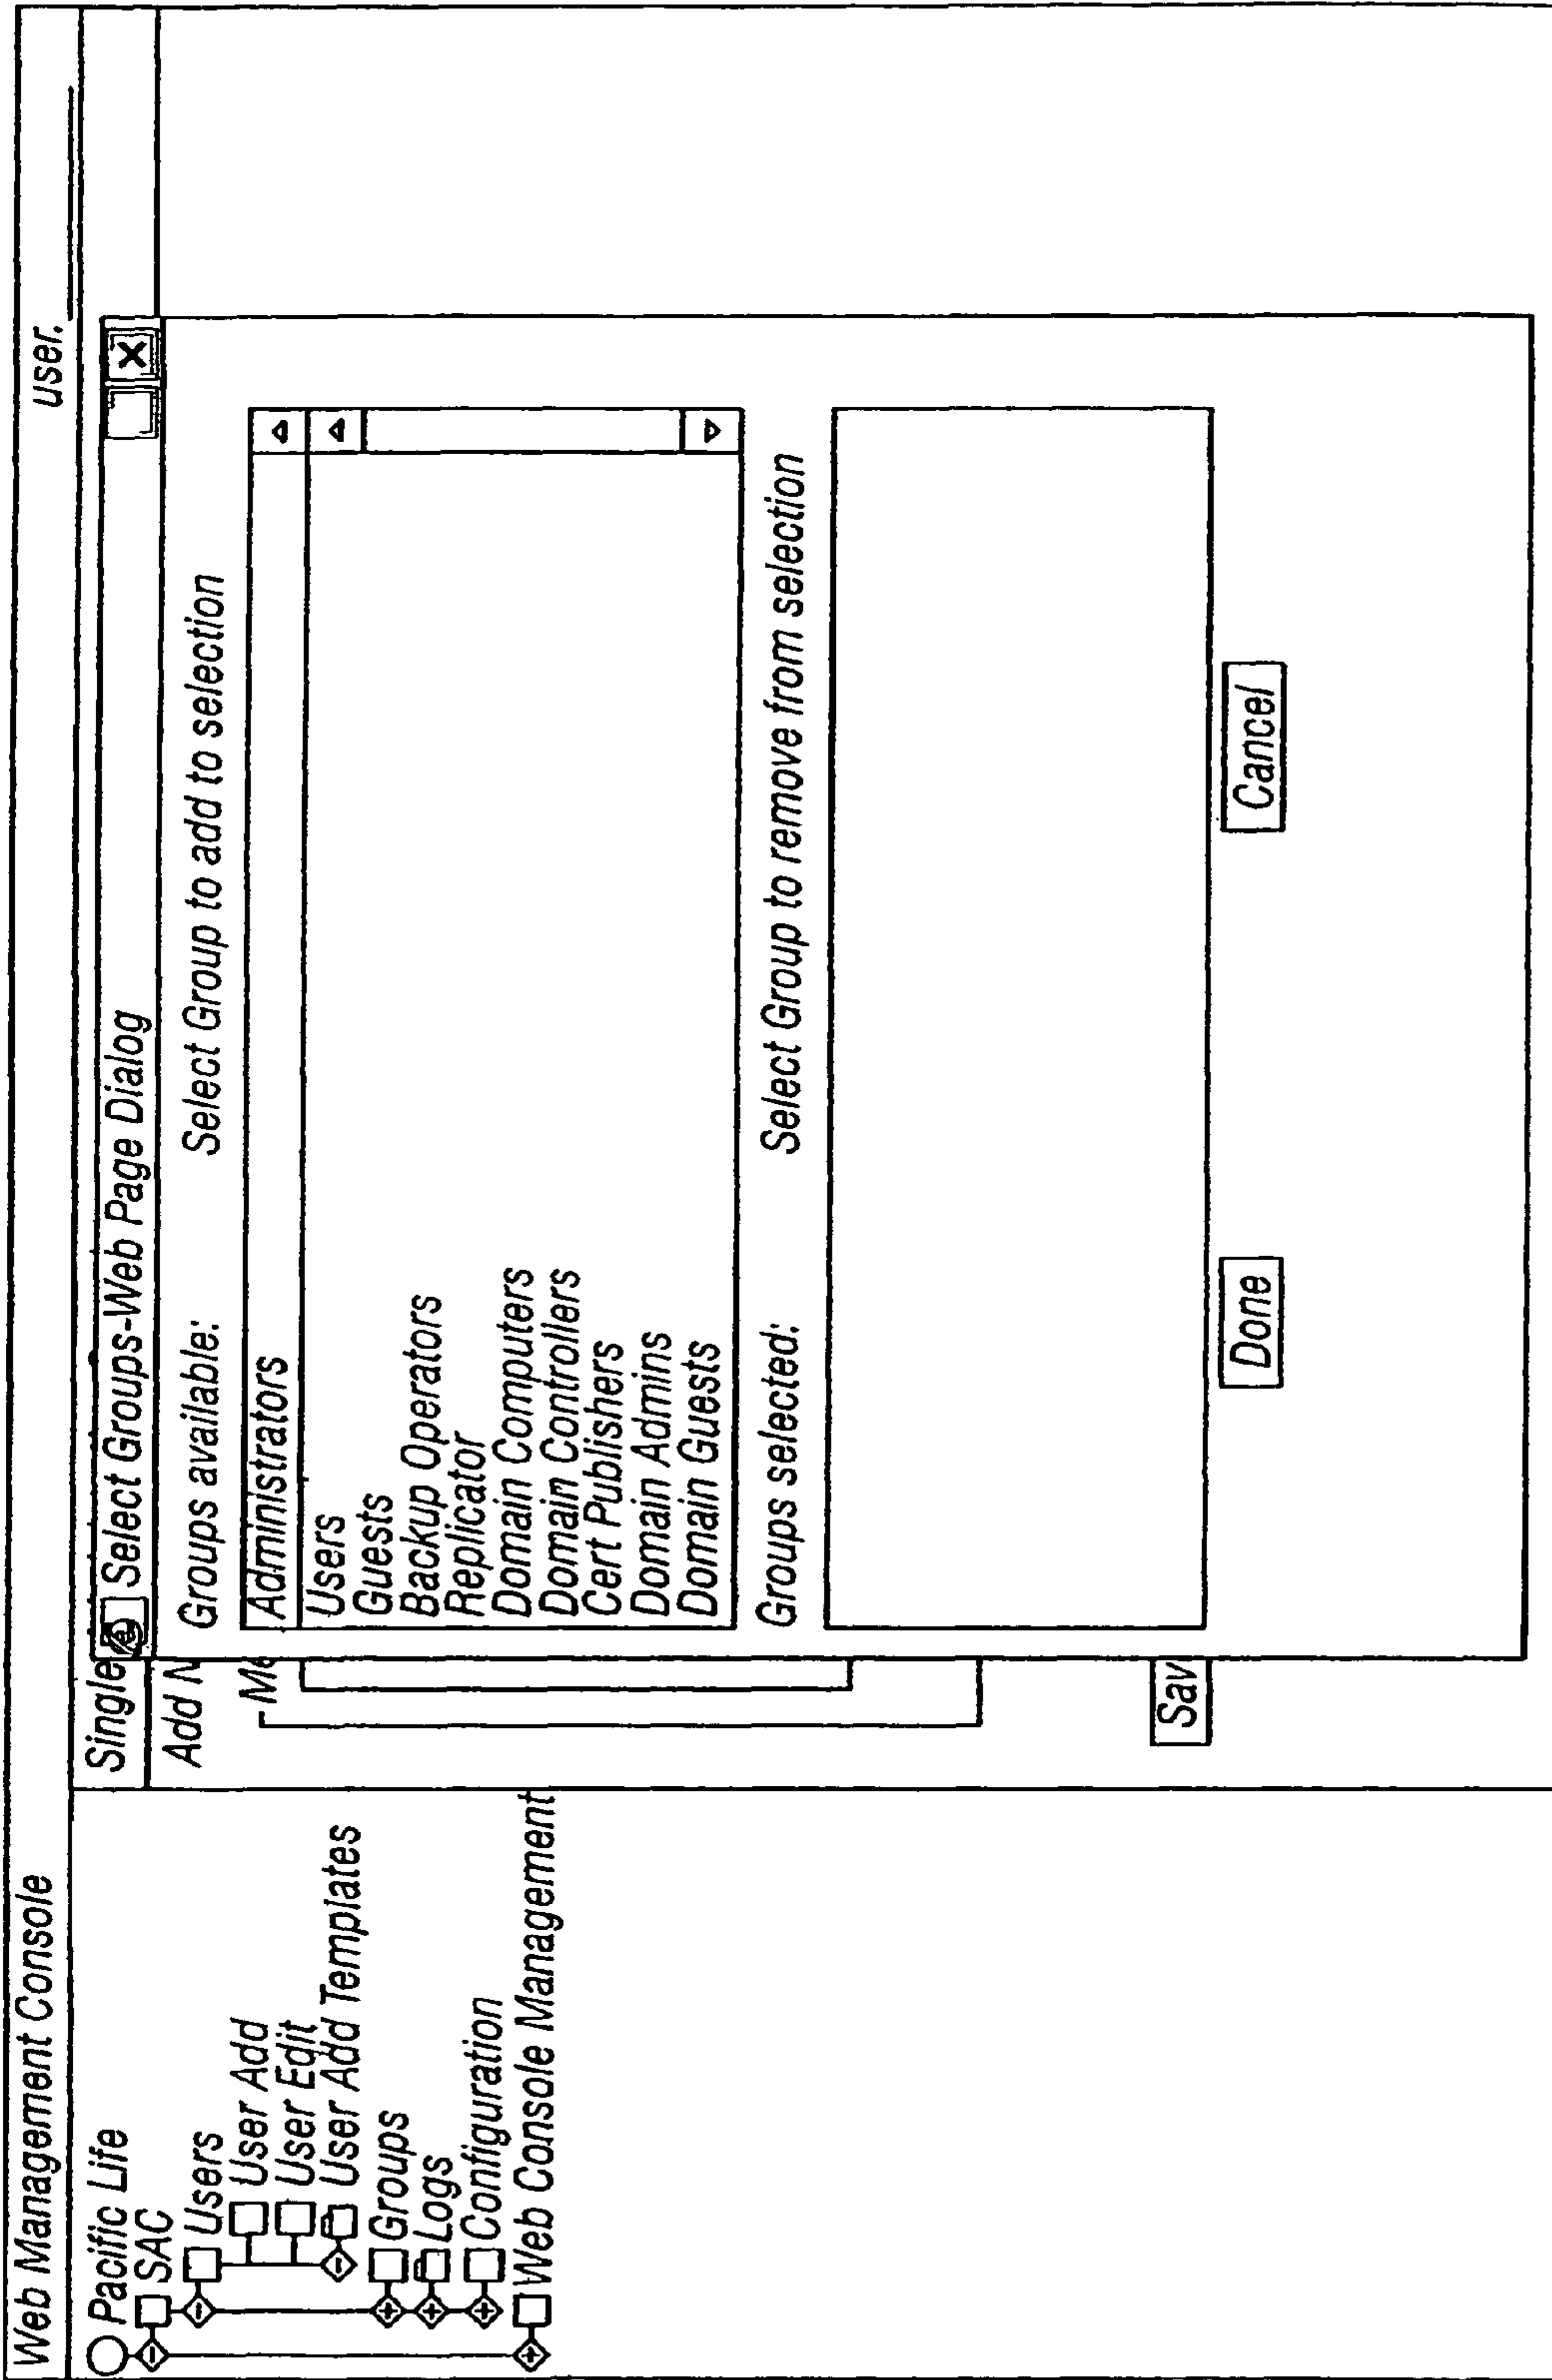 Web Management Console
user:
Pacific Life
SAC
Users
User Add
User Edit
User Add Templates
Groups
Logs
Configuration
Web Console Management
Single
Add N
Me
Sav
Select Groups-Web Page Dialog
X
Groups available:
Select Group to add to selection
Administrators
Users
Guests
Backup Operators
Replicator
Domain Computers
Domain Controllers
Cert Publishers
Domain Admins
Domain Guests
Groups selected:
Select Group to remove from selection
Done
Cancel